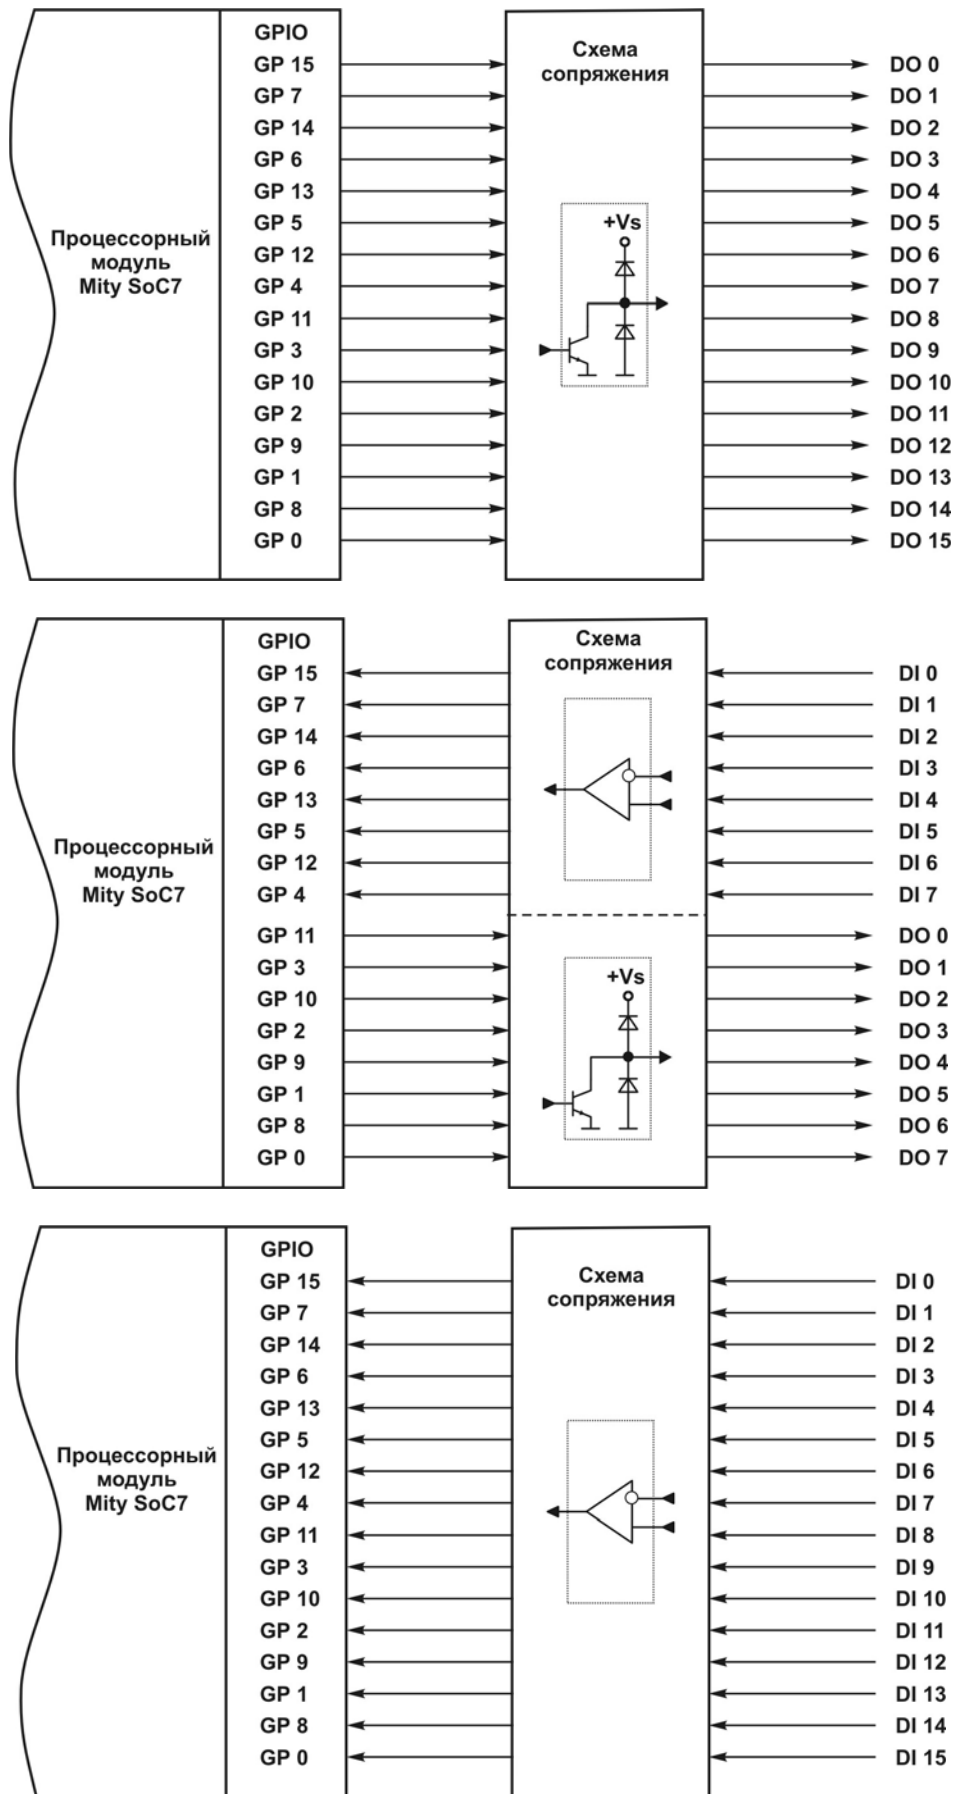 GPIO
Схема
сопряжения
GP 15
DO 0
GP 7
DO 1
GP 14
DO 2
GP 6
DO 3
GP 13
DO 4
GP 5
DO 5
+Vs
Процессорный
модуль
Mity SoC7
GP 12
DO 6
GP 4
DO 7
GP 11
DO 8
GP 3
DO 9
GP 10
DO 10
GP 2
DO 11
GP 9
DO 12
GP 1
DO 13
GP 8
DO 14
GP 0
DO 15
GPIO
Схема
сопряжения
GP 15
DI 0
GP 7
DI 1
GP 14
DI 2
GP 6
DI 3
GP 13
DI 4
GP 5
DI 5
Процессорный
модуль
Mity SoC7
GP 12
DI 6
GP 4
DI 7
GP 11
DO 0
GP 3
DO 1
+Vs
GP 10
DO 2
GP 2
DO 3
GP 9
DO 4
GP 1
DO 5
GP 8
DO 6
GP 0
DO 7
GPIO
Схема
сопряжения
GP 15
DI 0
GP 7
DI 1
GP 14
DI 2
GP 6
DI 3
GP 13
DI 4
GP 5
DI 5
Процессорный
модуль
Mity SoC7
GP 12
DI 6
GP 4
DI 7
GP 11
DI 8
GP 3
DI 9
GP 10
DI 10
GP 2
DI 11
GP 9
DI 12
GP 1
DI 13
GP 8
DI 14
GP 0
DI 15